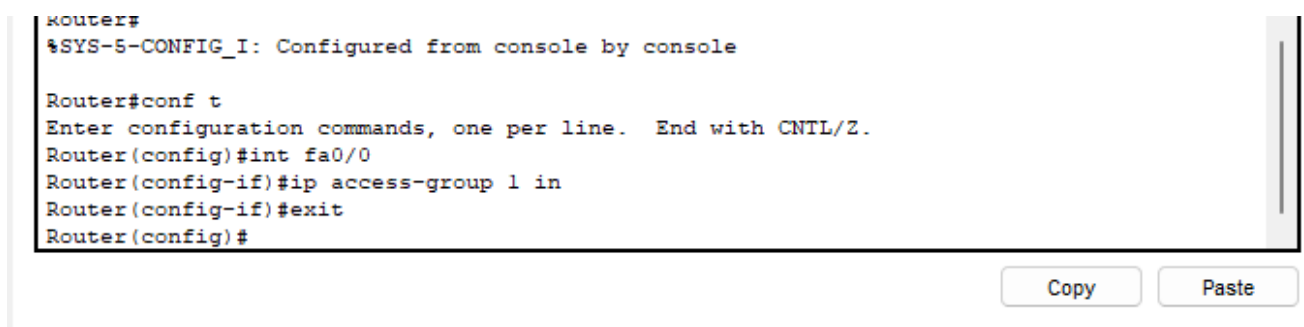 Router#
%SYS-5-CONFIG_I: Configured from console by console
Router#conf t
Enter configuration commands, one per line.  End with CNTL/Z.
Router(config)#int fa0/0
Router(config-if)#ip access-group 1 in
Router(config-if)#exit
Router(config)#
Copy
Paste